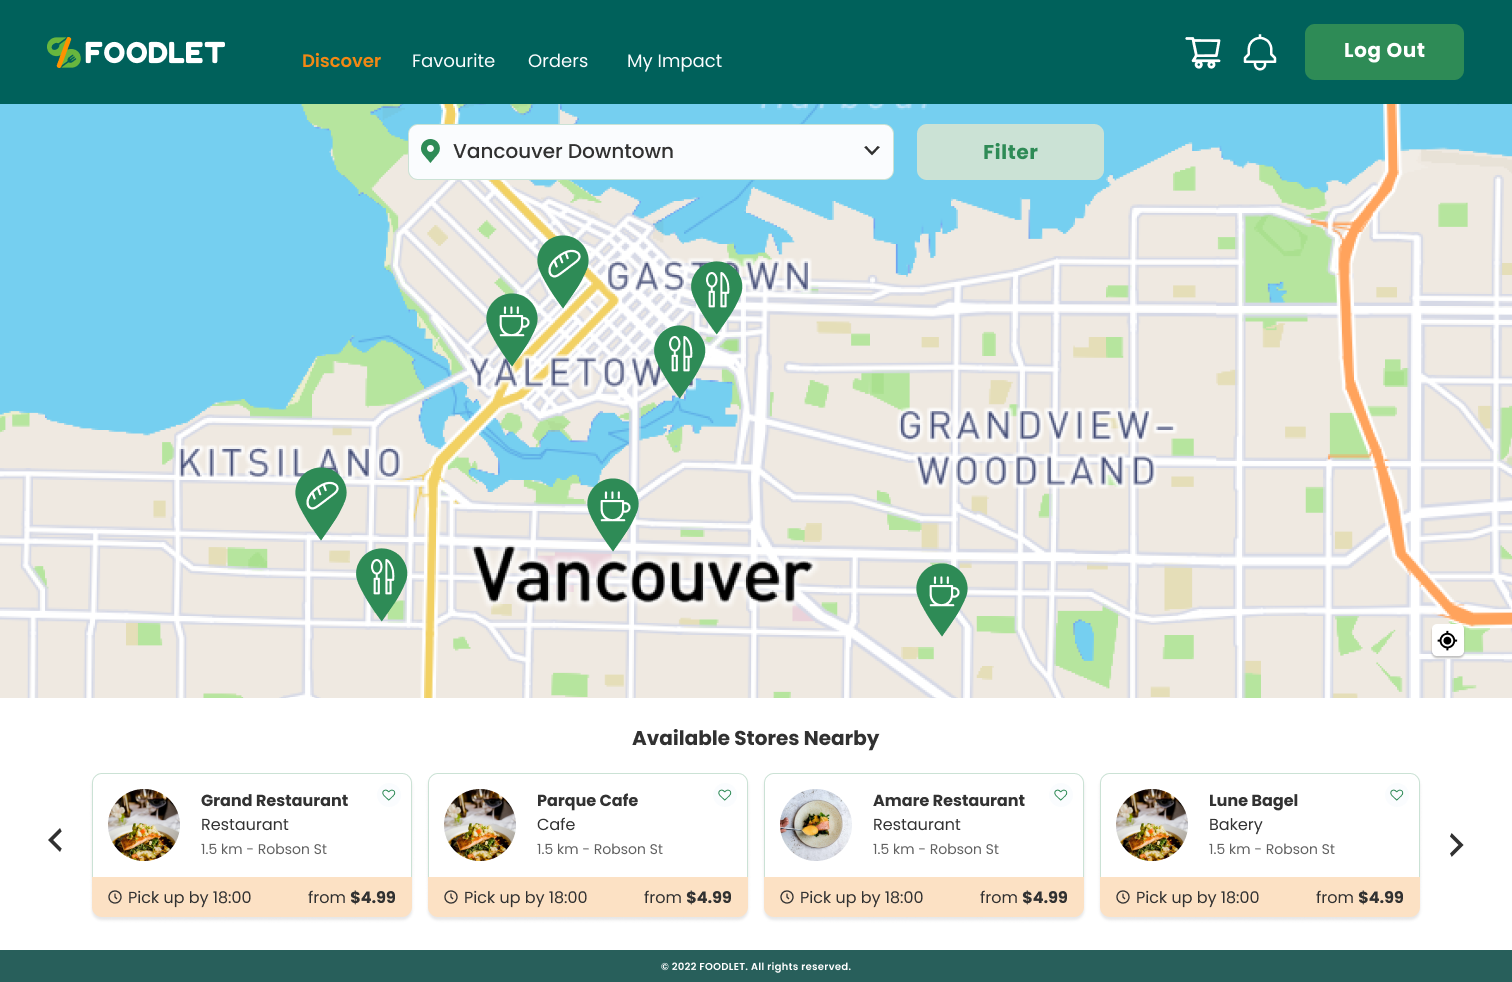 FOODLET
Discover
Favourite
Orders
My Impact
Log Out
Vancouver Downtown
Filter
GASTOWN
YALETOW
GRANDVIEW-
WOODLAND
KITSILANO
Vancouver
Available Stores Nearby
Grand Restaurant
Restaurant
1.5 km - Robson St
Pick up by 18:00
from $4.99
Parque Cafe
Cafe
1.5 km - Robson St
Pick up by 18:00
from $4.99
Amare Restaurant
Restaurant
1.5 km - Robson St
Pick up by 18:00
from $4.99
Lune Bagel
Bakery
1.5 km - Robson St
Pick up by 18:00
from $4.99
© 2022 FOODLET. All rights reserved.